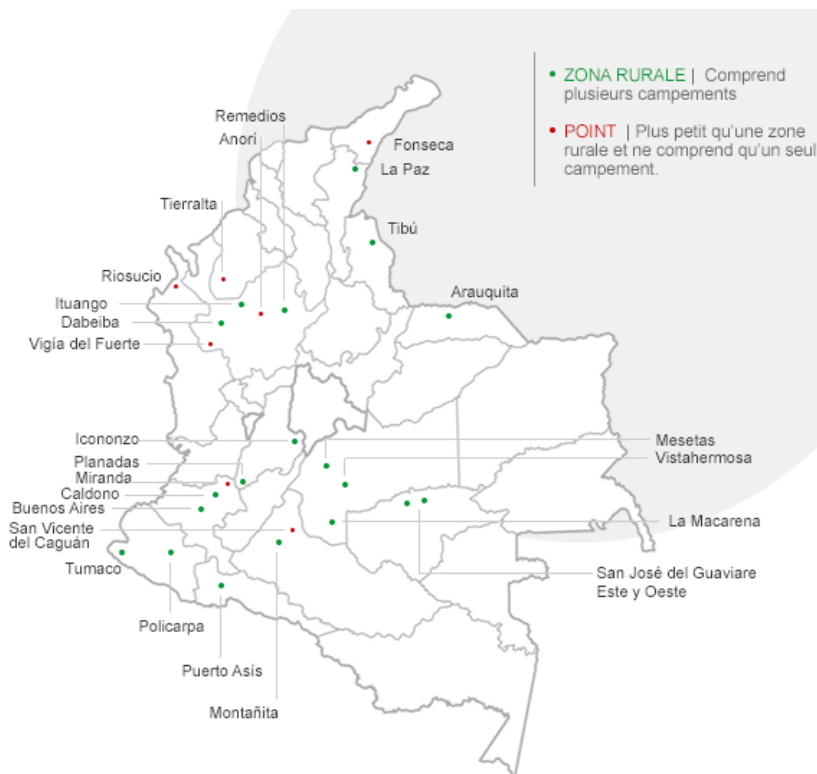 ZONA RURALE | Comprend
plusieurs campements
POINT | Plus petit qu'une zone
rurale et ne comprend qu'un seul
campement.
Remedios
Anorí
Fonseca
La Paz
Tierralta
Tibú
Riosucio
Arauquita
Ituango
Dabeiba
Vigía del Fuerte
Icononzo
Mesetas
Planadas
Vistahermosa
Miranda
Caldono
Buenos Aires
La Macarena
San Vicente
del Caguán
Tumaco
San José del Guaviare
Este y Oeste
Policarpa
Puerto Asís
Montañita